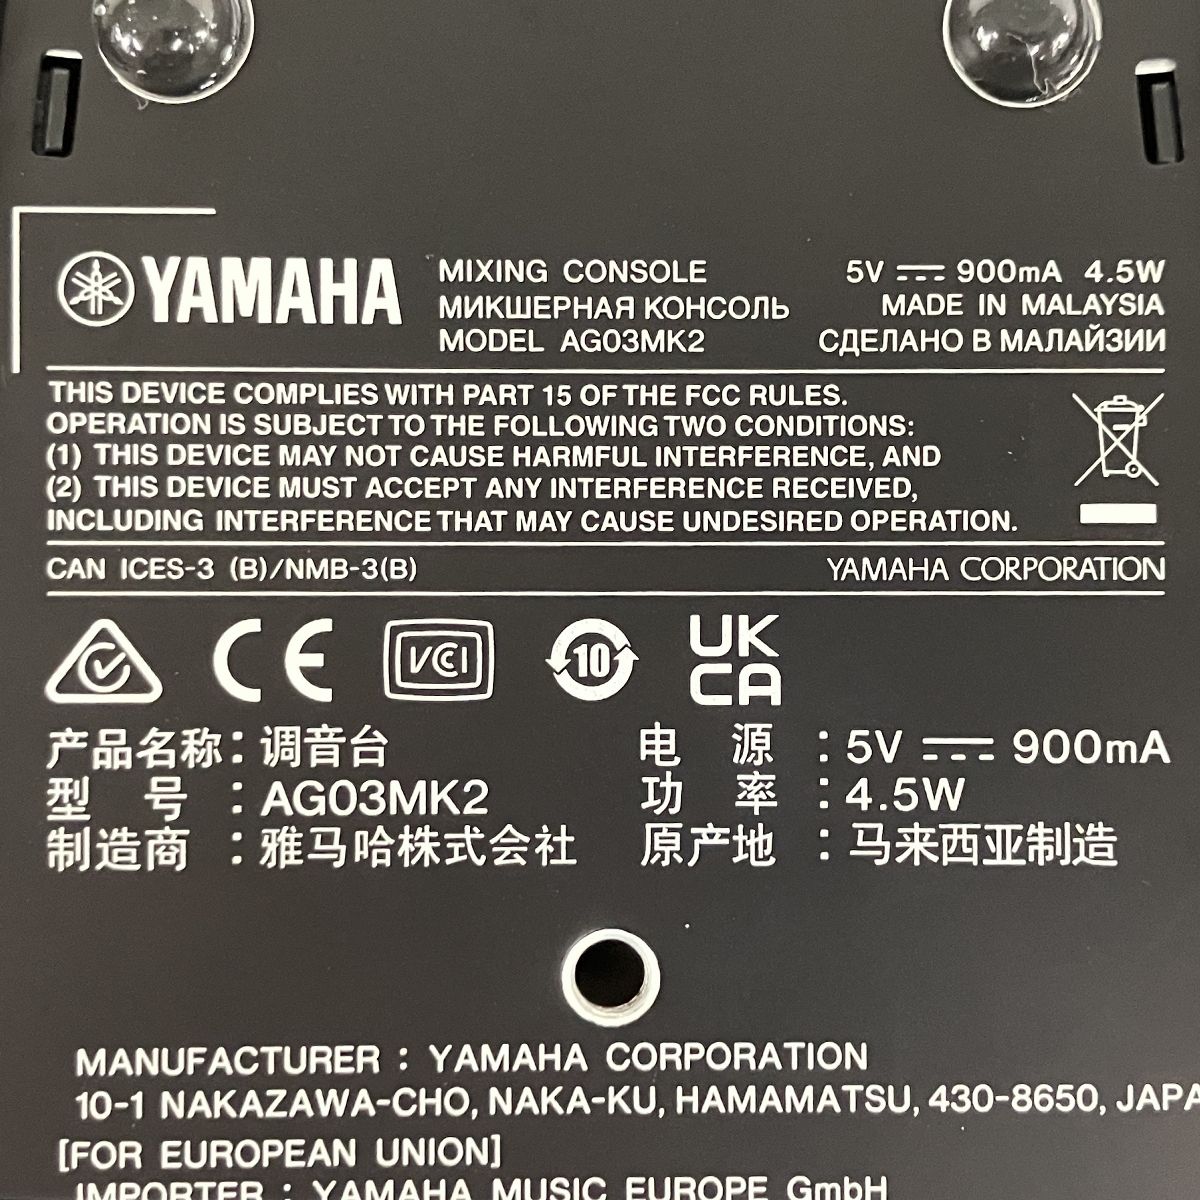 YAMAHA
MIXING CONSOLE
МИКШЕРНАЯ КОНСОЛЬ
MODEL AG03MK2
5V ⎓ 900mA 4.5W
MADE IN MALAYSIA
СДЕЛАНО В МАЛАЙЗИИ
THIS DEVICE COMPLIES WITH PART 15 OF THE FCC RULES.
OPERATION IS SUBJECT TO THE FOLLOWING TWO CONDITIONS:
(1) THIS DEVICE MAY NOT CAUSE HARMFUL INTERFERENCE, AND
(2) THIS DEVICE MUST ACCEPT ANY INTERFERENCE RECEIVED,
INCLUDING INTERFERENCE THAT MAY CAUSE UNDESIRED OPERATION.
CAN ICES-3 (B)/NMB-3(B)
YAMAHA CORPORATION
CE
VCCI
10
UK
CA
产品名称：调音台
型 号 ：AG03MK2
制造商 ：雅马哈株式会社
电 源 ：5V ⎓ 900mA
功 率 ：4.5W
原产地 ：马来西亚制造
MANUFACTURER : YAMAHA CORPORATION
10-1 NAKAZAWA-CHO, NAKA-KU, HAMAMATSU, 430-8650, JAPA
[FOR EUROPEAN UNION]
IMPORTER : YAMAHA MUSIC EUROPE GmbH